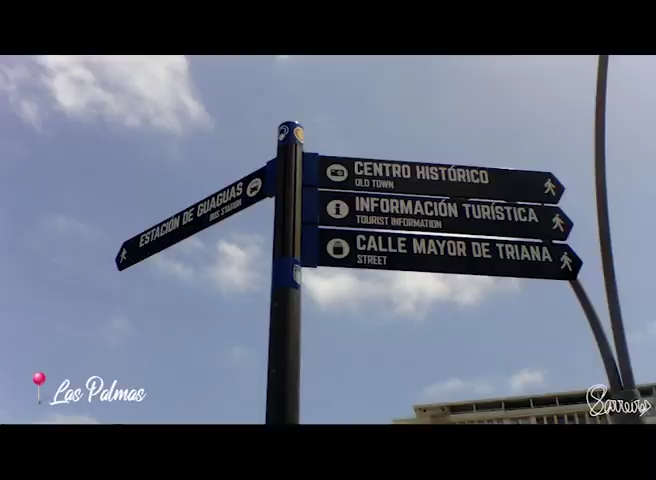 CENTRO HISTÓRICO
OLD TOWN
ESTACIÓN DE GUAGUAS
BUS STATION
INFORMACIÓN TURÍSTICA
TOURIST INFORMATION
CALLE MAYOR DE TRIANA
STREET
Las Palmas